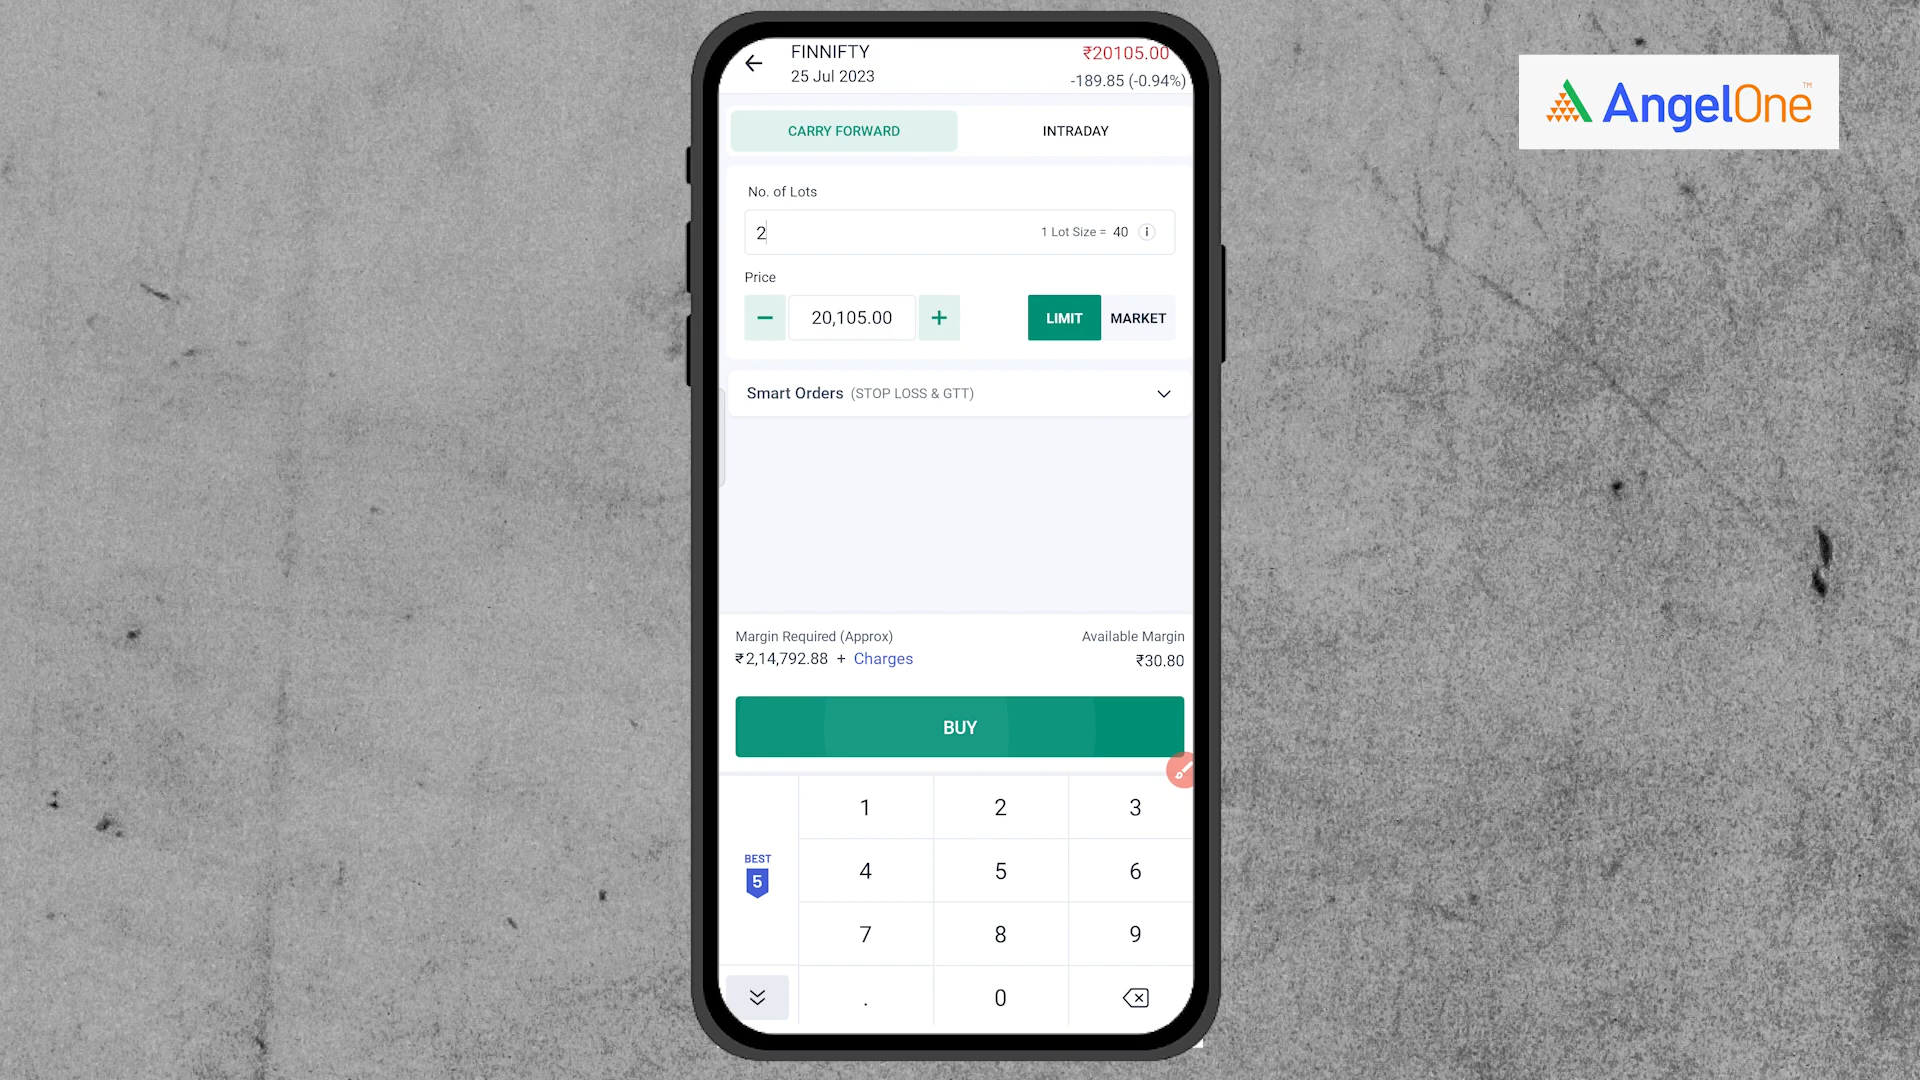 FINNIFTY
₹20105.00
25 Jul 2023
-189.85 (-0.94%)
AngelOne™
CARRY FORWARD
INTRADAY
No. of Lots
2
1 Lot Size = 40 i
Price
− 20,105.00 +
LIMIT
MARKET
Smart Orders (STOP LOSS & GTT)
Margin Required (Approx)
Available Margin
₹2,14,792.88 + Charges
₹30.80
BUY
1 2 3
BEST
5
4 5 6
7 8 9
. 0